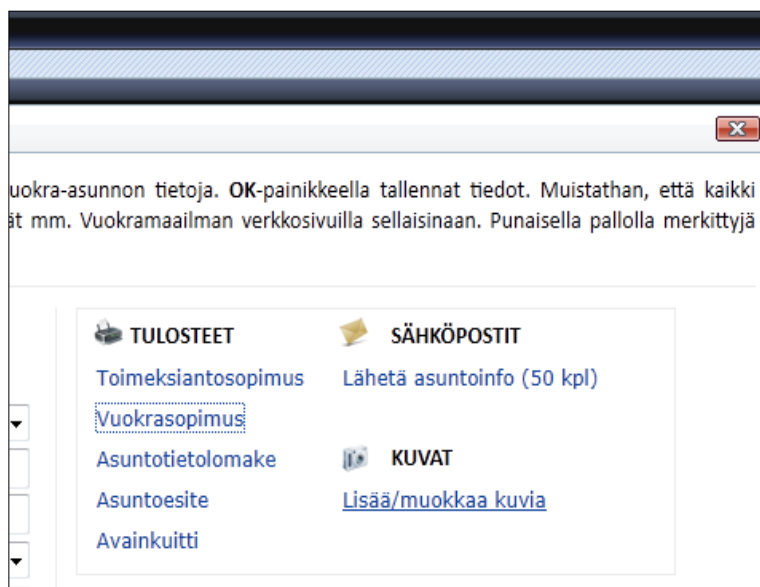 uokra-asunnon tietoja. OK-painikkeella tallennat tiedot. Muistathan, että kaikki
ät mm. Vuokramaailman verkkosivuilla sellaisinaan. Punaisella pallolla merkittyjä
TULOSTEET
Toimeksiantosopimus
Vuokrasopimus
Asuntotietolomake
Asuntoesite
Avainkuitti
SÄHKÖPOSTIT
Lähetä asuntoinfo (50 kpl)
KUVAT
Lisää/muokkaa kuvia